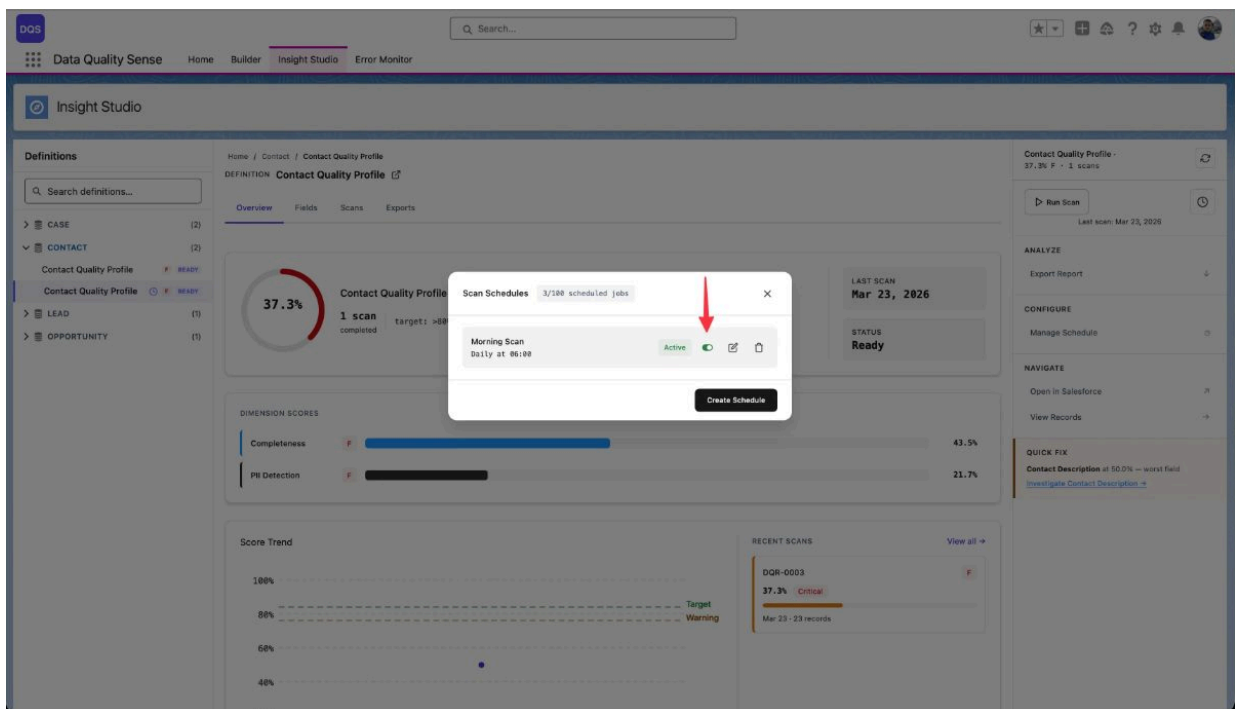 DQS
Search...
Data Quality Sense
Home
Builder
Insight Studio
Error Monitor
Insight Studio
Definitions
Search definitions...
CASE (2)
CONTACT (2)
Contact Quality Profile F READY
Contact Quality Profile F READY
LEAD (1)
OPPORTUNITY (1)
Home / Contact / Contact Quality Profile
DEFINITION Contact Quality Profile
Overview Fields Scans Exports
37.3%
Contact Quality Profile
1 scan
completed
target: >80
LAST SCAN
Mar 23, 2026
STATUS
Ready
Scan Schedules 3/100 scheduled jobs
Morning Scan
Daily at 06:00
Active
Create Schedule
DIMENSION SCORES
Completeness F 43.5%
PII Detection F 21.7%
Score Trend
100%
80%
60%
40%
Target
Warning
RECENT SCANS
View all →
DQR-0003 F
37.3% Critical
Mar 23 · 23 records
Contact Quality Profile -
37.3% F · 1 scans
Run Scan
Last scan: Mar 23, 2026
ANALYZE
Export Report
CONFIGURE
Manage Schedule
NAVIGATE
Open in Salesforce
View Records
QUICK FIX
Contact Description at 50.0% — worst field
Investigate Contact Description →